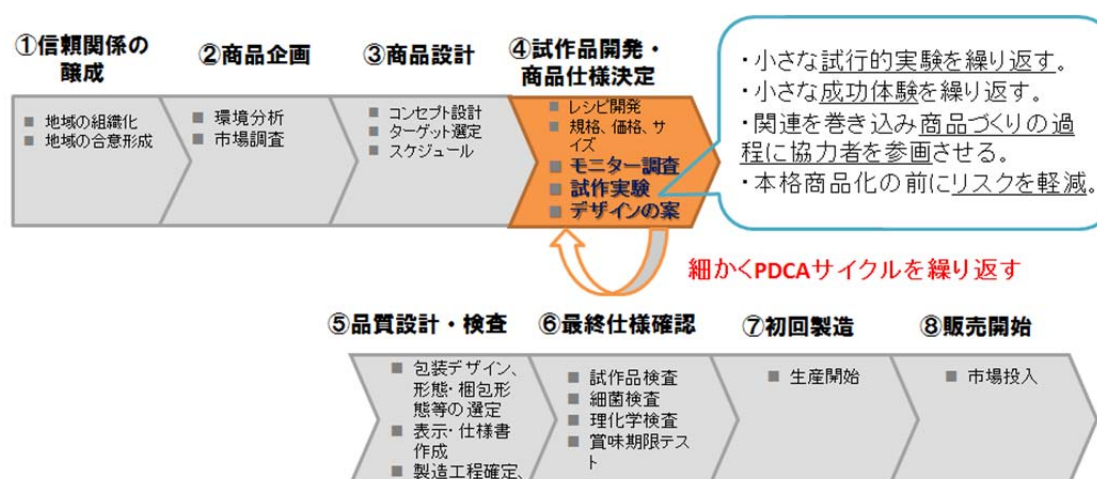 ①信頼関係の
醸成
■ 地域の組織化
■ 地域の合意形成
②商品企画
■ 環境分析
■ 市場調査
③商品設計
■ コンセプト設計
■ ターゲット選定
■ スケジュール
④試作品開発・
商品仕様決定
■ レシピ開発
■ 規格、価格、サ
イズ
■ モニター調査
■ 試作実験
■ デザインの案
・小さな試行的実験を繰り返す。
・小さな成功体験を繰り返す。
・関連を巻き込み商品づくりの過
程に協力者を参画させる。
・本格商品化の前にリスクを軽減。
細かくPDCAサイクルを繰り返す
⑤品質設計・検査
■ 包装デザイン、
形態・梱包形
態等の選定
■ 表示・仕様書
作成
■ 製造工程確定、
⑥最終仕様確認
■ 試作品検査
■ 細菌検査
■ 理化学検査
■ 賞味期限テス
ト
⑦初回製造
■ 生産開始
⑧販売開始
■ 市場投入